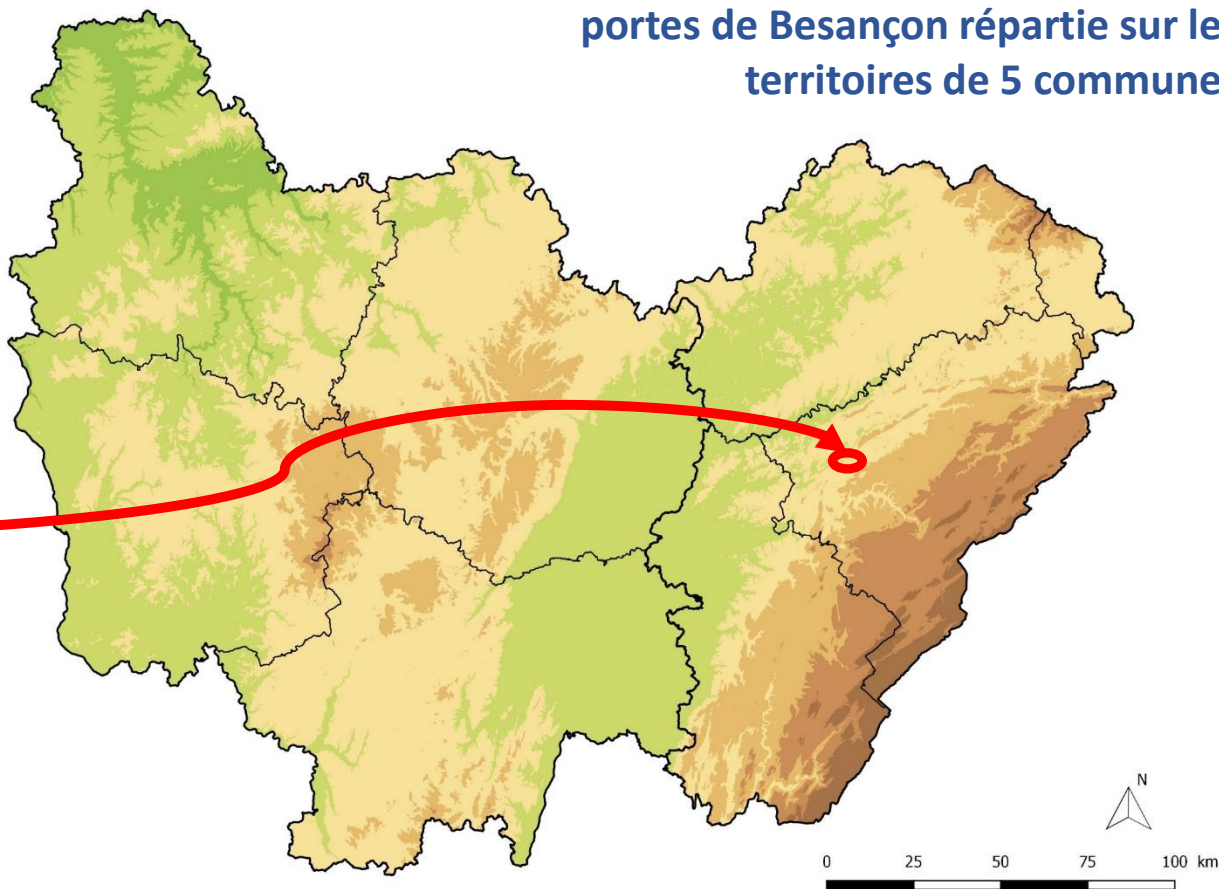 portes de Besançon répartie sur le
territoires de 5 commune
N
0 25 50 75 100 km